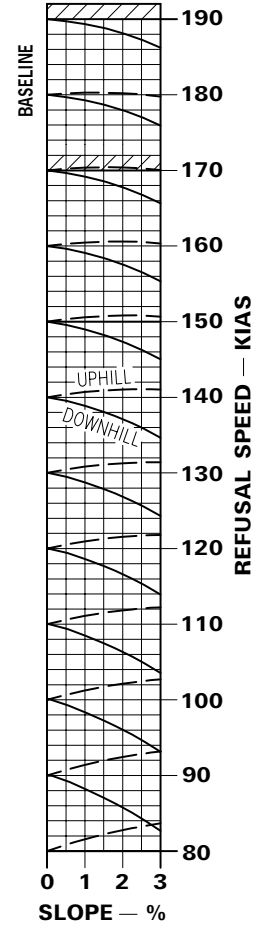 190
BASELINE
180
170
160
150
UPHILL
140
DOWNHILL
130
120
110
100
90
80
REFUSAL SPEED — KIAS
0 1 2 3
SLOPE — %